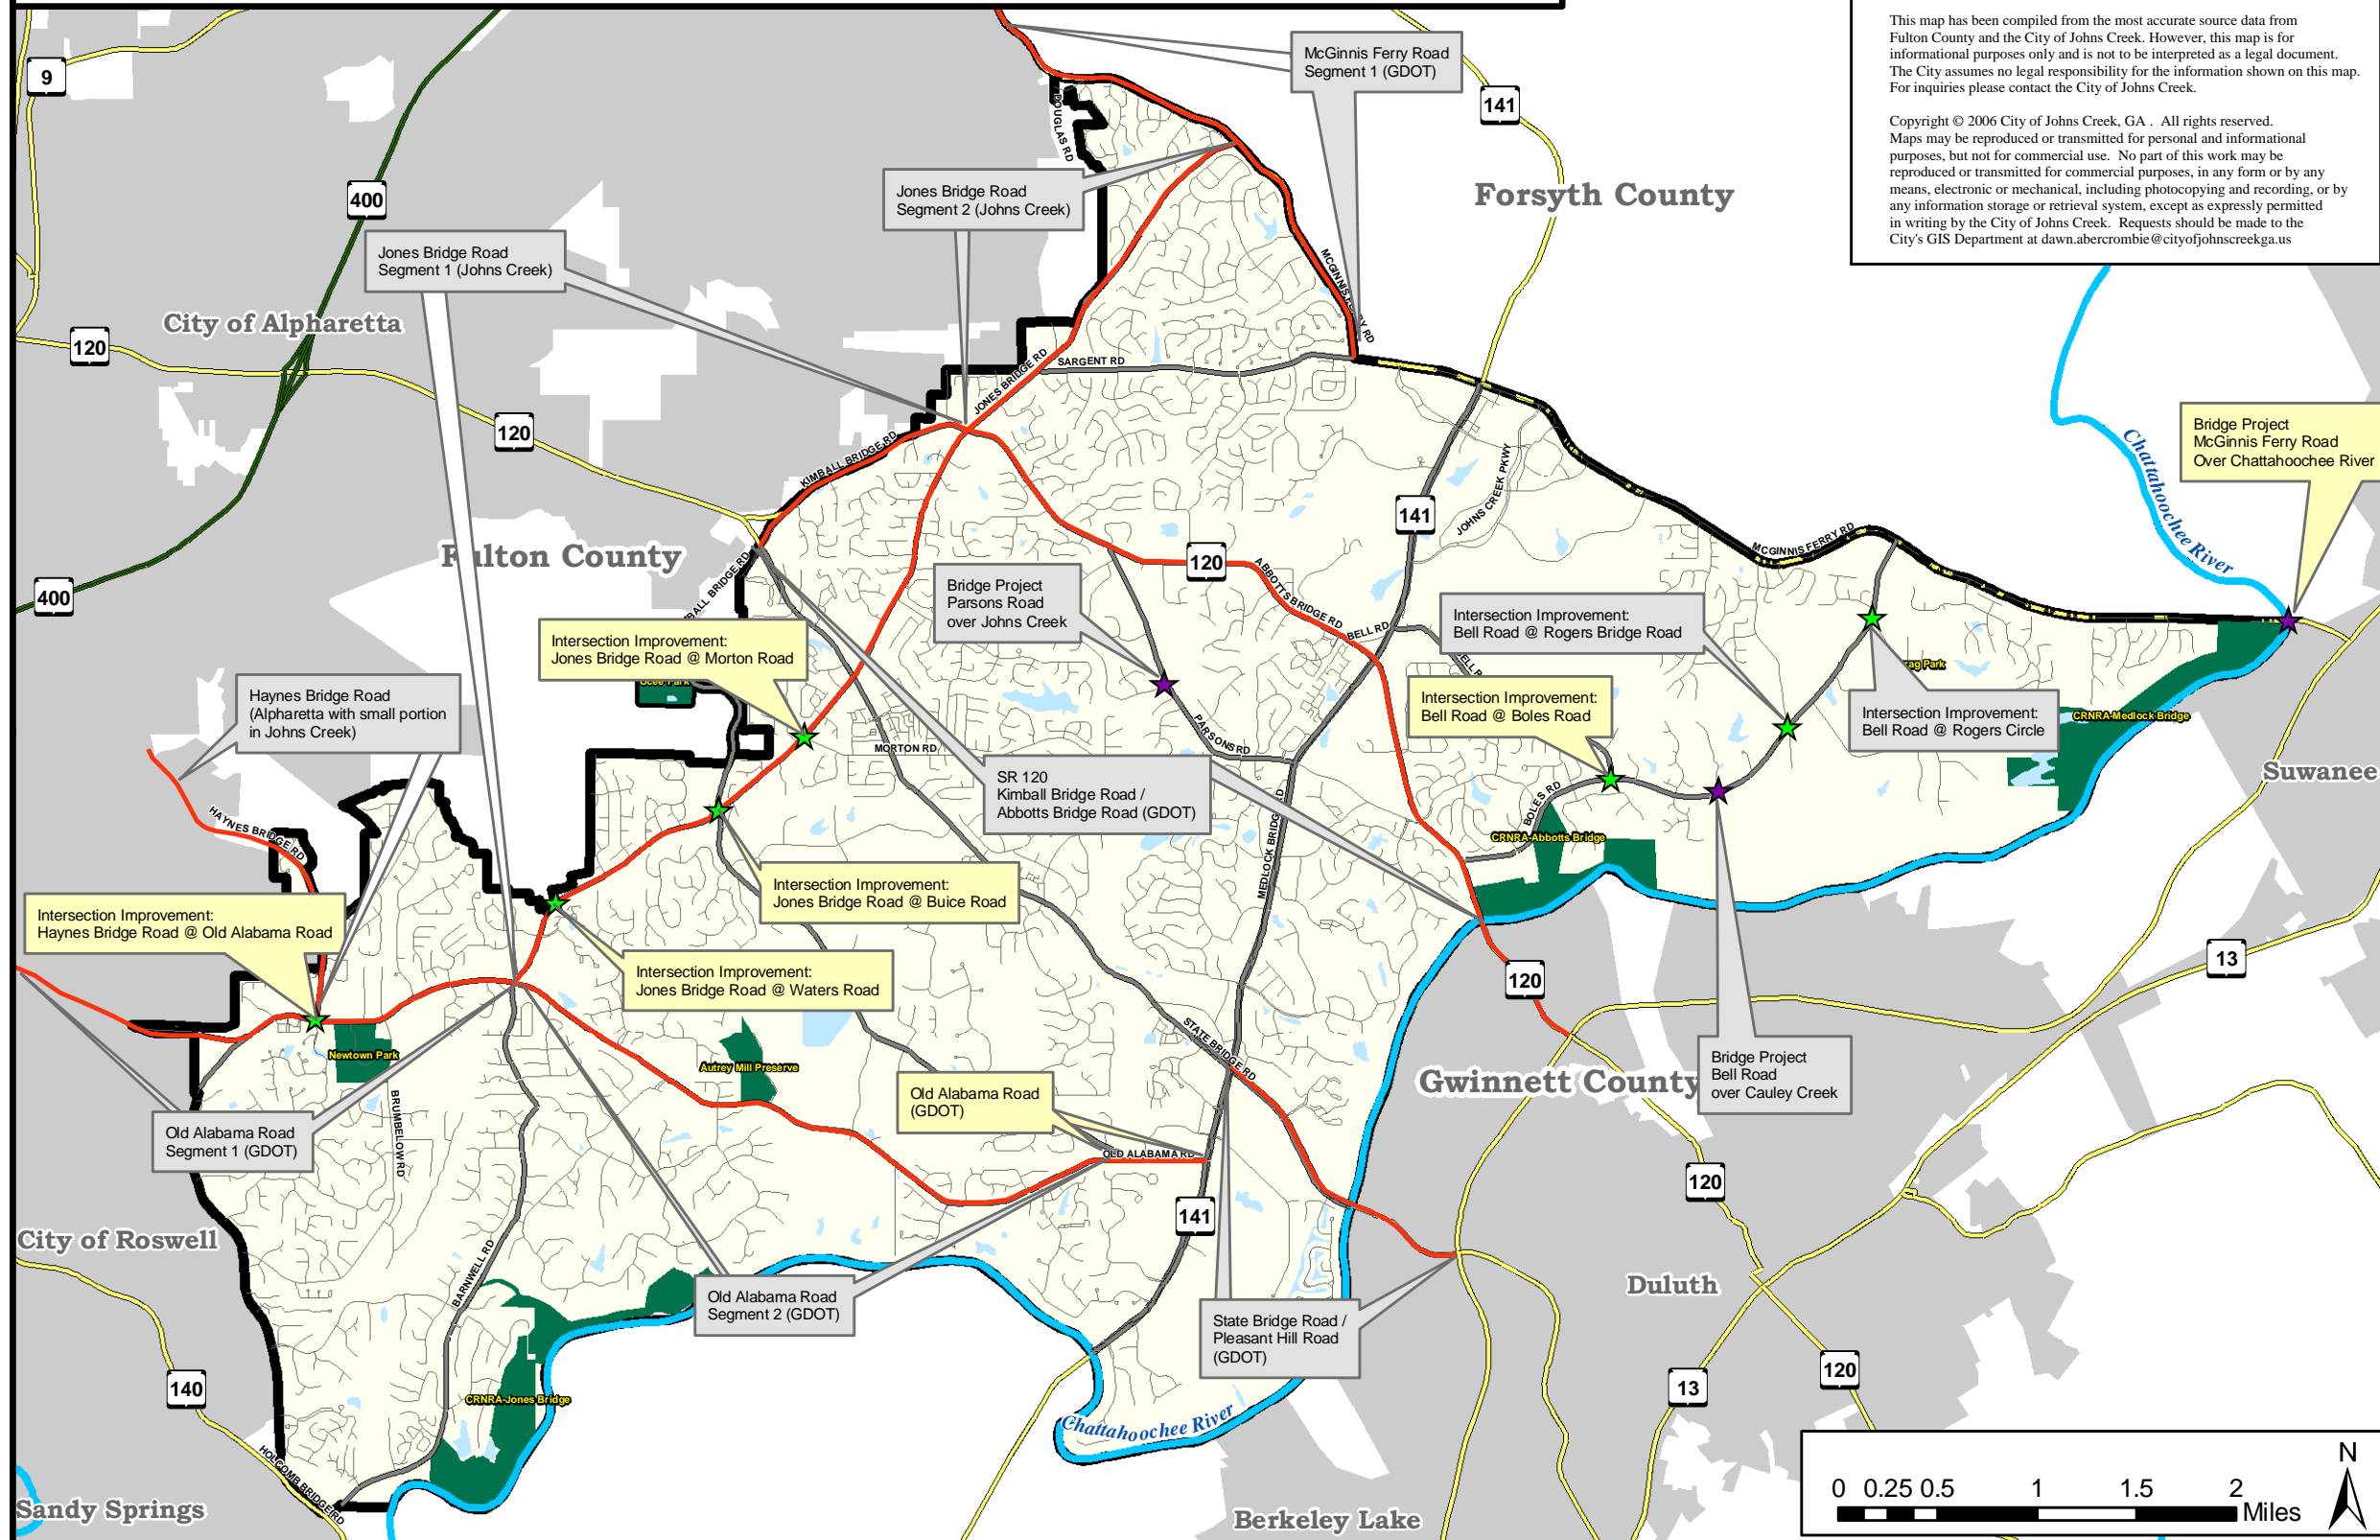 This map has been compiled from the most accurate source data from
Fulton County and the City of Johns Creek. However, this map is for
informational purposes only and is not to be interpreted as a legal document.
The City assumes no legal responsibility for the information shown on this map.
For inquiries please contact the City of Johns Creek.
Copyright © 2006 City of Johns Creek, GA . All rights reserved.
Maps may be reproduced or transmitted for personal and informational
purposes, but not for commercial use. No part of this work may be
reproduced or transmitted for commercial purposes, in any form or by any
means, electronic or mechanical, including photocopying and recording, or by
any information storage or retrieval system, except as expressly permitted
in writing by the City of Johns Creek. Requests should be made to the
City's GIS Department at dawn.abercrombie@cityofjohnscreekga.us
McGinnis Ferry Road
Segment 1 (GDOT)
9
141
DOUGLAS RD
400
Jones Bridge Road
Segment 2 (Johns Creek)
Forsyth County
Jones Bridge Road
Segment 1 (Johns Creek)
MCGINNIS FERRY RD
City of Alpharetta
120
SARGENT RD
JONES BRIDGE RD
120
KIMBALL BRIDGE RD
Bridge Project
McGinnis Ferry Road
Over Chattahoochee River
Chattahoochee River
141
JOHNS CREEK PKWY
MCGINNIS FERRY RD
Fulton County
120
400
ABBOTTS BRIDGE RD
Bridge Project
Parsons Road
over Johns Creek
Intersection Improvement:
Bell Road @ Rogers Bridge Road
BELL RD
Intersection Improvement:
Jones Bridge Road @ Morton Road
Haynes Bridge Road
(Alpharetta with small portion
in Johns Creek)
Intersection Improvement:
Bell Road @ Boles Road
Intersection Improvement:
Bell Road @ Rogers Circle
CRNRA-Medlock Bridge
PARSONS RD
MORTON RD
Suwanee
SR 120
Kimball Bridge Road /
Abbotts Bridge Road (GDOT)
BOLES RD
CRNRA-Abbotts Bridge
HAYNES BRIDGE RD
MEDLOCK BRIDGE RD
Intersection Improvement:
Jones Bridge Road @ Buice Road
Intersection Improvement:
Haynes Bridge Road @ Old Alabama Road
Intersection Improvement:
Jones Bridge Road @ Waters Road
13
120
STATE BRIDGE RD
Newtown Park
Autrey Mill Preserve
Bridge Project
Bell Road
over Cauley Creek
Gwinnett County
Old Alabama Road
(GDOT)
BRUMBELOW RD
Old Alabama Road
Segment 1 (GDOT)
OLD ALABAMA RD
120
141
City of Roswell
BARNWELL RD
Old Alabama Road
Segment 2 (GDOT)
Duluth
State Bridge Road /
Pleasant Hill Road
(GDOT)
140
CRNRA-Jones Bridge
13
120
Chattahoochee River
HOLCOMB BRIDGE RD
Sandy Springs
Berkeley Lake
N
0 0.25 0.5 1 1.5 2
Miles